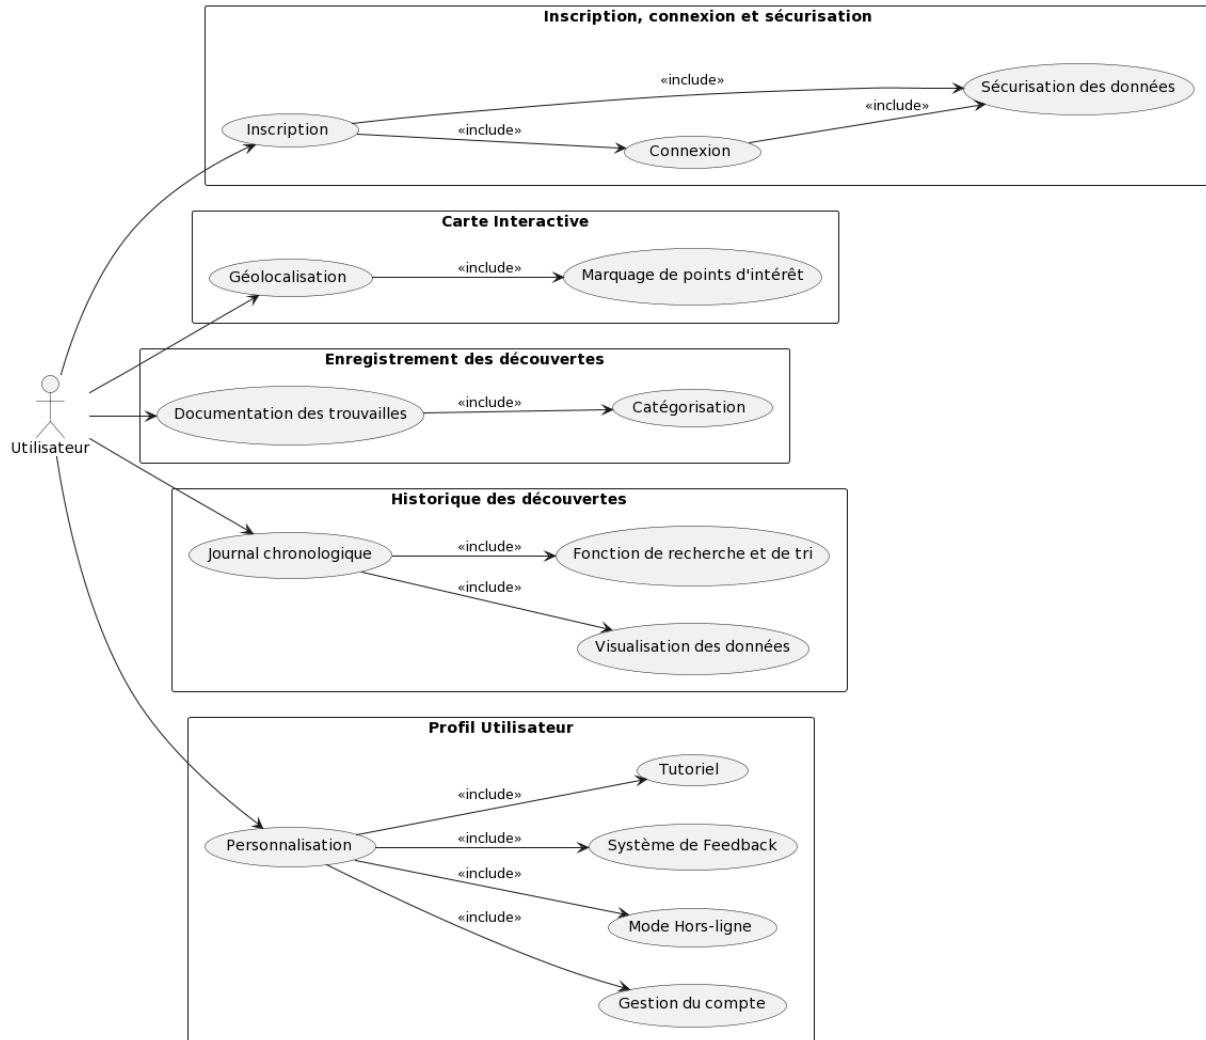 Inscription, connexion et sécurisation
«include»
Sécurisation des données
«include»
Inscription
«include»
Connexion
Carte Interactive
Géolocalisation
«include»
Marquage de points d'intérêt
Enregistrement des découvertes
Documentation des trouvailles
«include»
Catégorisation
Utilisateur
Historique des découvertes
Journal chronologique
«include»
Fonction de recherche et de tri
«include»
Visualisation des données
Profil Utilisateur
Tutoriel
«include»
Personnalisation
«include»
Système de Feedback
«include»
Mode Hors-ligne
«include»
Gestion du compte